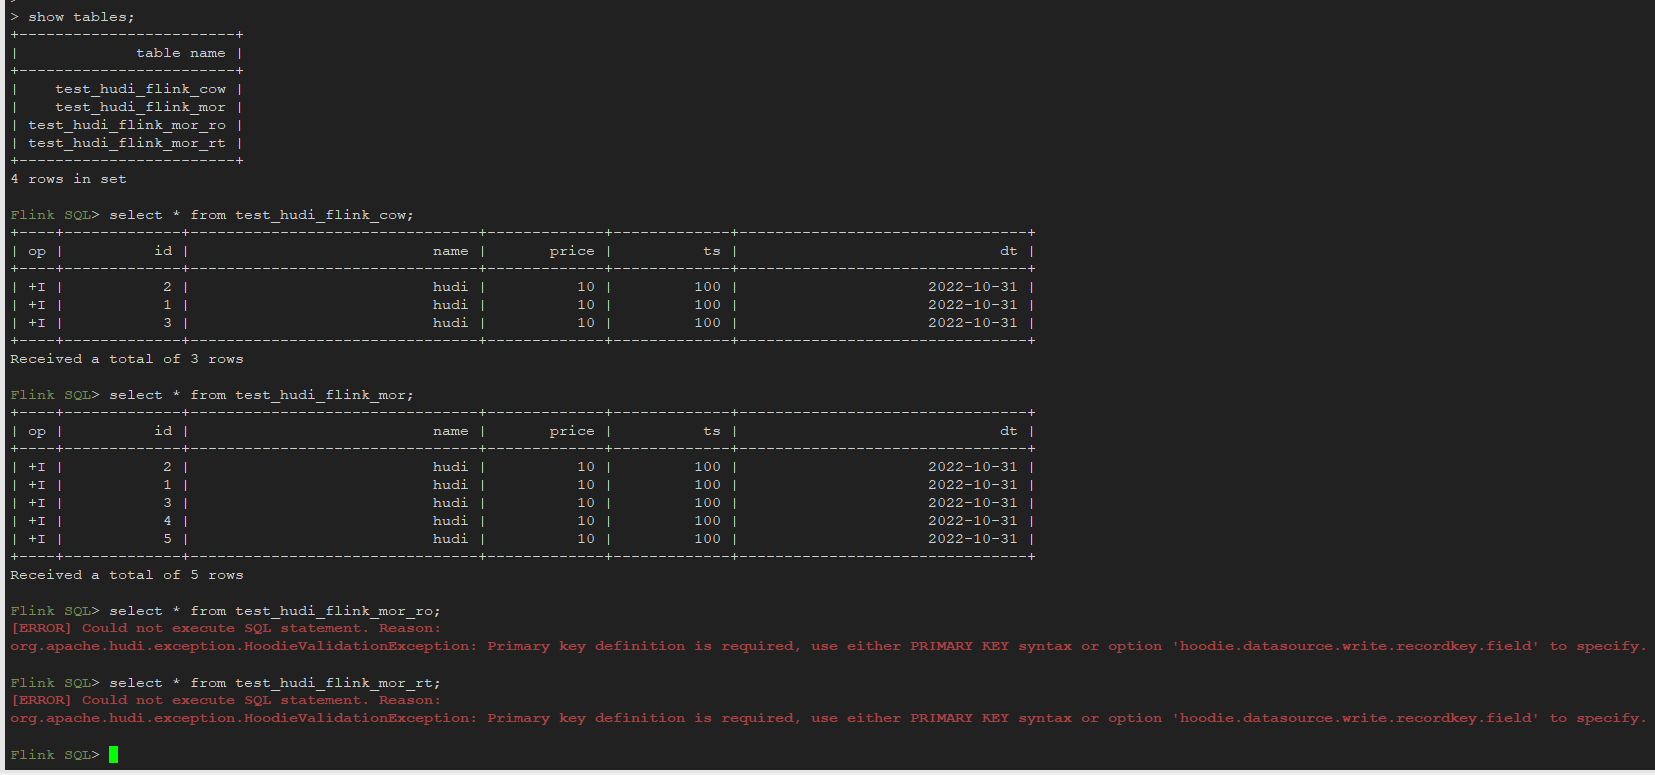 > show tables;
+------------------------+
|             table name |
+------------------------+
|    test_hudi_flink_cow |
|    test_hudi_flink_mor |
| test_hudi_flink_mor_ro |
| test_hudi_flink_mor_rt |
+------------------------+
4 rows in set
Flink SQL> select * from test_hudi_flink_cow;
+----+-------------+--------------------------------+-------------+-------------+--------------------------------+
| op |          id |                           name |       price |          ts |                             dt |
+----+-------------+--------------------------------+-------------+-------------+--------------------------------+
| +I |           2 |                           hudi |          10 |         100 |                     2022-10-31 |
| +I |           1 |                           hudi |          10 |         100 |                     2022-10-31 |
| +I |           3 |                           hudi |          10 |         100 |                     2022-10-31 |
+----+-------------+--------------------------------+-------------+-------------+--------------------------------+
Received a total of 3 rows
Flink SQL> select * from test_hudi_flink_mor;
+----+-------------+--------------------------------+-------------+-------------+--------------------------------+
| op |          id |                           name |       price |          ts |                             dt |
+----+-------------+--------------------------------+-------------+-------------+--------------------------------+
| +I |           2 |                           hudi |          10 |         100 |                     2022-10-31 |
| +I |           1 |                           hudi |          10 |         100 |                     2022-10-31 |
| +I |           3 |                           hudi |          10 |         100 |                     2022-10-31 |
| +I |           4 |                           hudi |          10 |         100 |                     2022-10-31 |
| +I |           5 |                           hudi |          10 |         100 |                     2022-10-31 |
+----+-------------+--------------------------------+-------------+-------------+--------------------------------+
Received a total of 5 rows
Flink SQL> select * from test_hudi_flink_mor_ro;
[ERROR] Could not execute SQL statement. Reason:
org.apache.hudi.exception.HoodieValidationException: Primary key definition is required, use either PRIMARY KEY syntax or option 'hoodie.datasource.write.recordkey.field' to specify.
Flink SQL> select * from test_hudi_flink_mor_rt;
[ERROR] Could not execute SQL statement. Reason:
org.apache.hudi.exception.HoodieValidationException: Primary key definition is required, use either PRIMARY KEY syntax or option 'hoodie.datasource.write.recordkey.field' to specify.
Flink SQL>